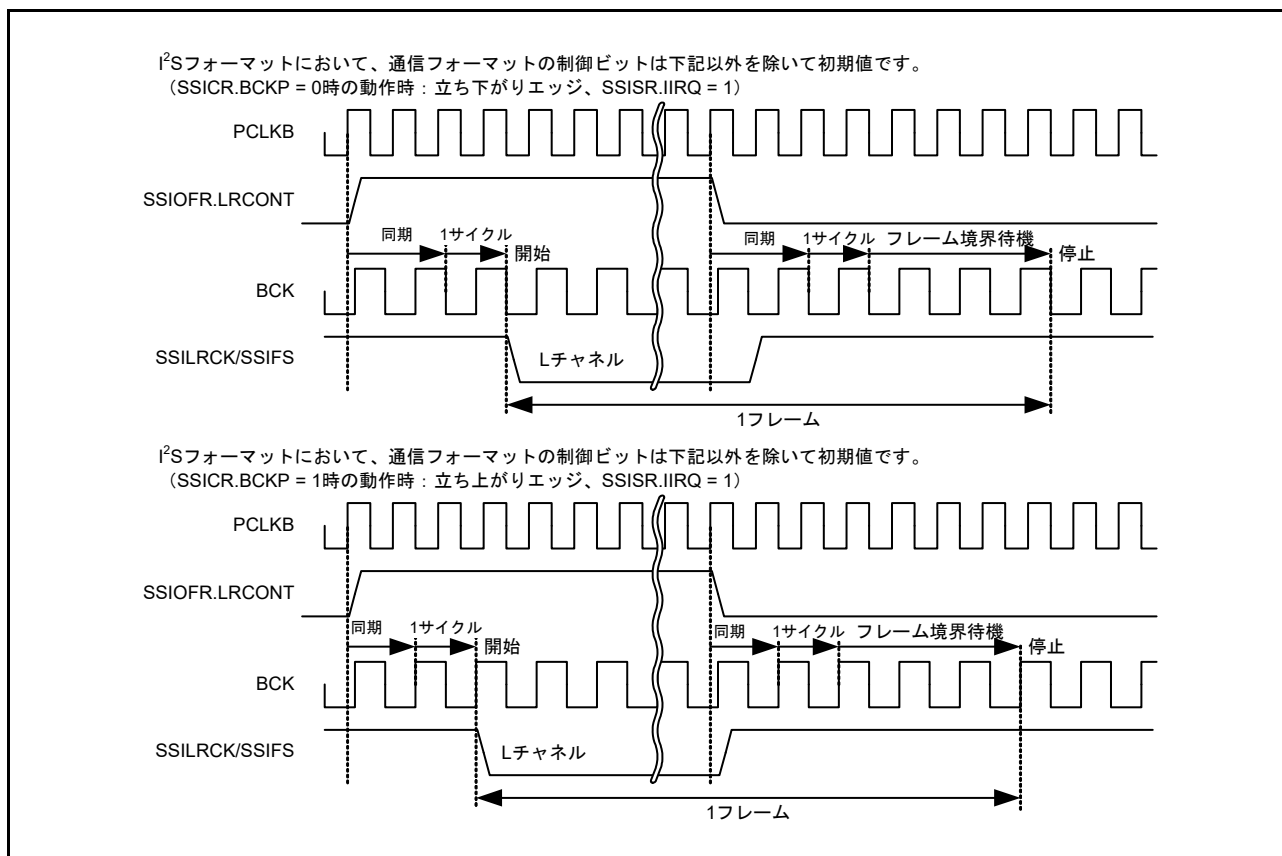 I²Sフォーマットにおいて、通信フォーマットの制御ビットは下記以外を除いて初期値です。
（SSICR.BCKP = 0時の動作時：立ち下がりエッジ、SSISR.IIRQ = 1）
PCLKB
SSIOFR.LRCONT
同期 1サイクル 開始 同期 1サイクル フレーム境界待機 停止
BCK
SSILRCK/SSIFS Lチャネル
1フレーム
I²Sフォーマットにおいて、通信フォーマットの制御ビットは下記以外を除いて初期値です。
（SSICR.BCKP = 1時の動作時：立ち上がりエッジ、SSISR.IIRQ = 1）
PCLKB
SSIOFR.LRCONT
同期 1サイクル 開始 同期 1サイクル フレーム境界待機 停止
BCK
SSILRCK/SSIFS Lチャネル
1フレーム